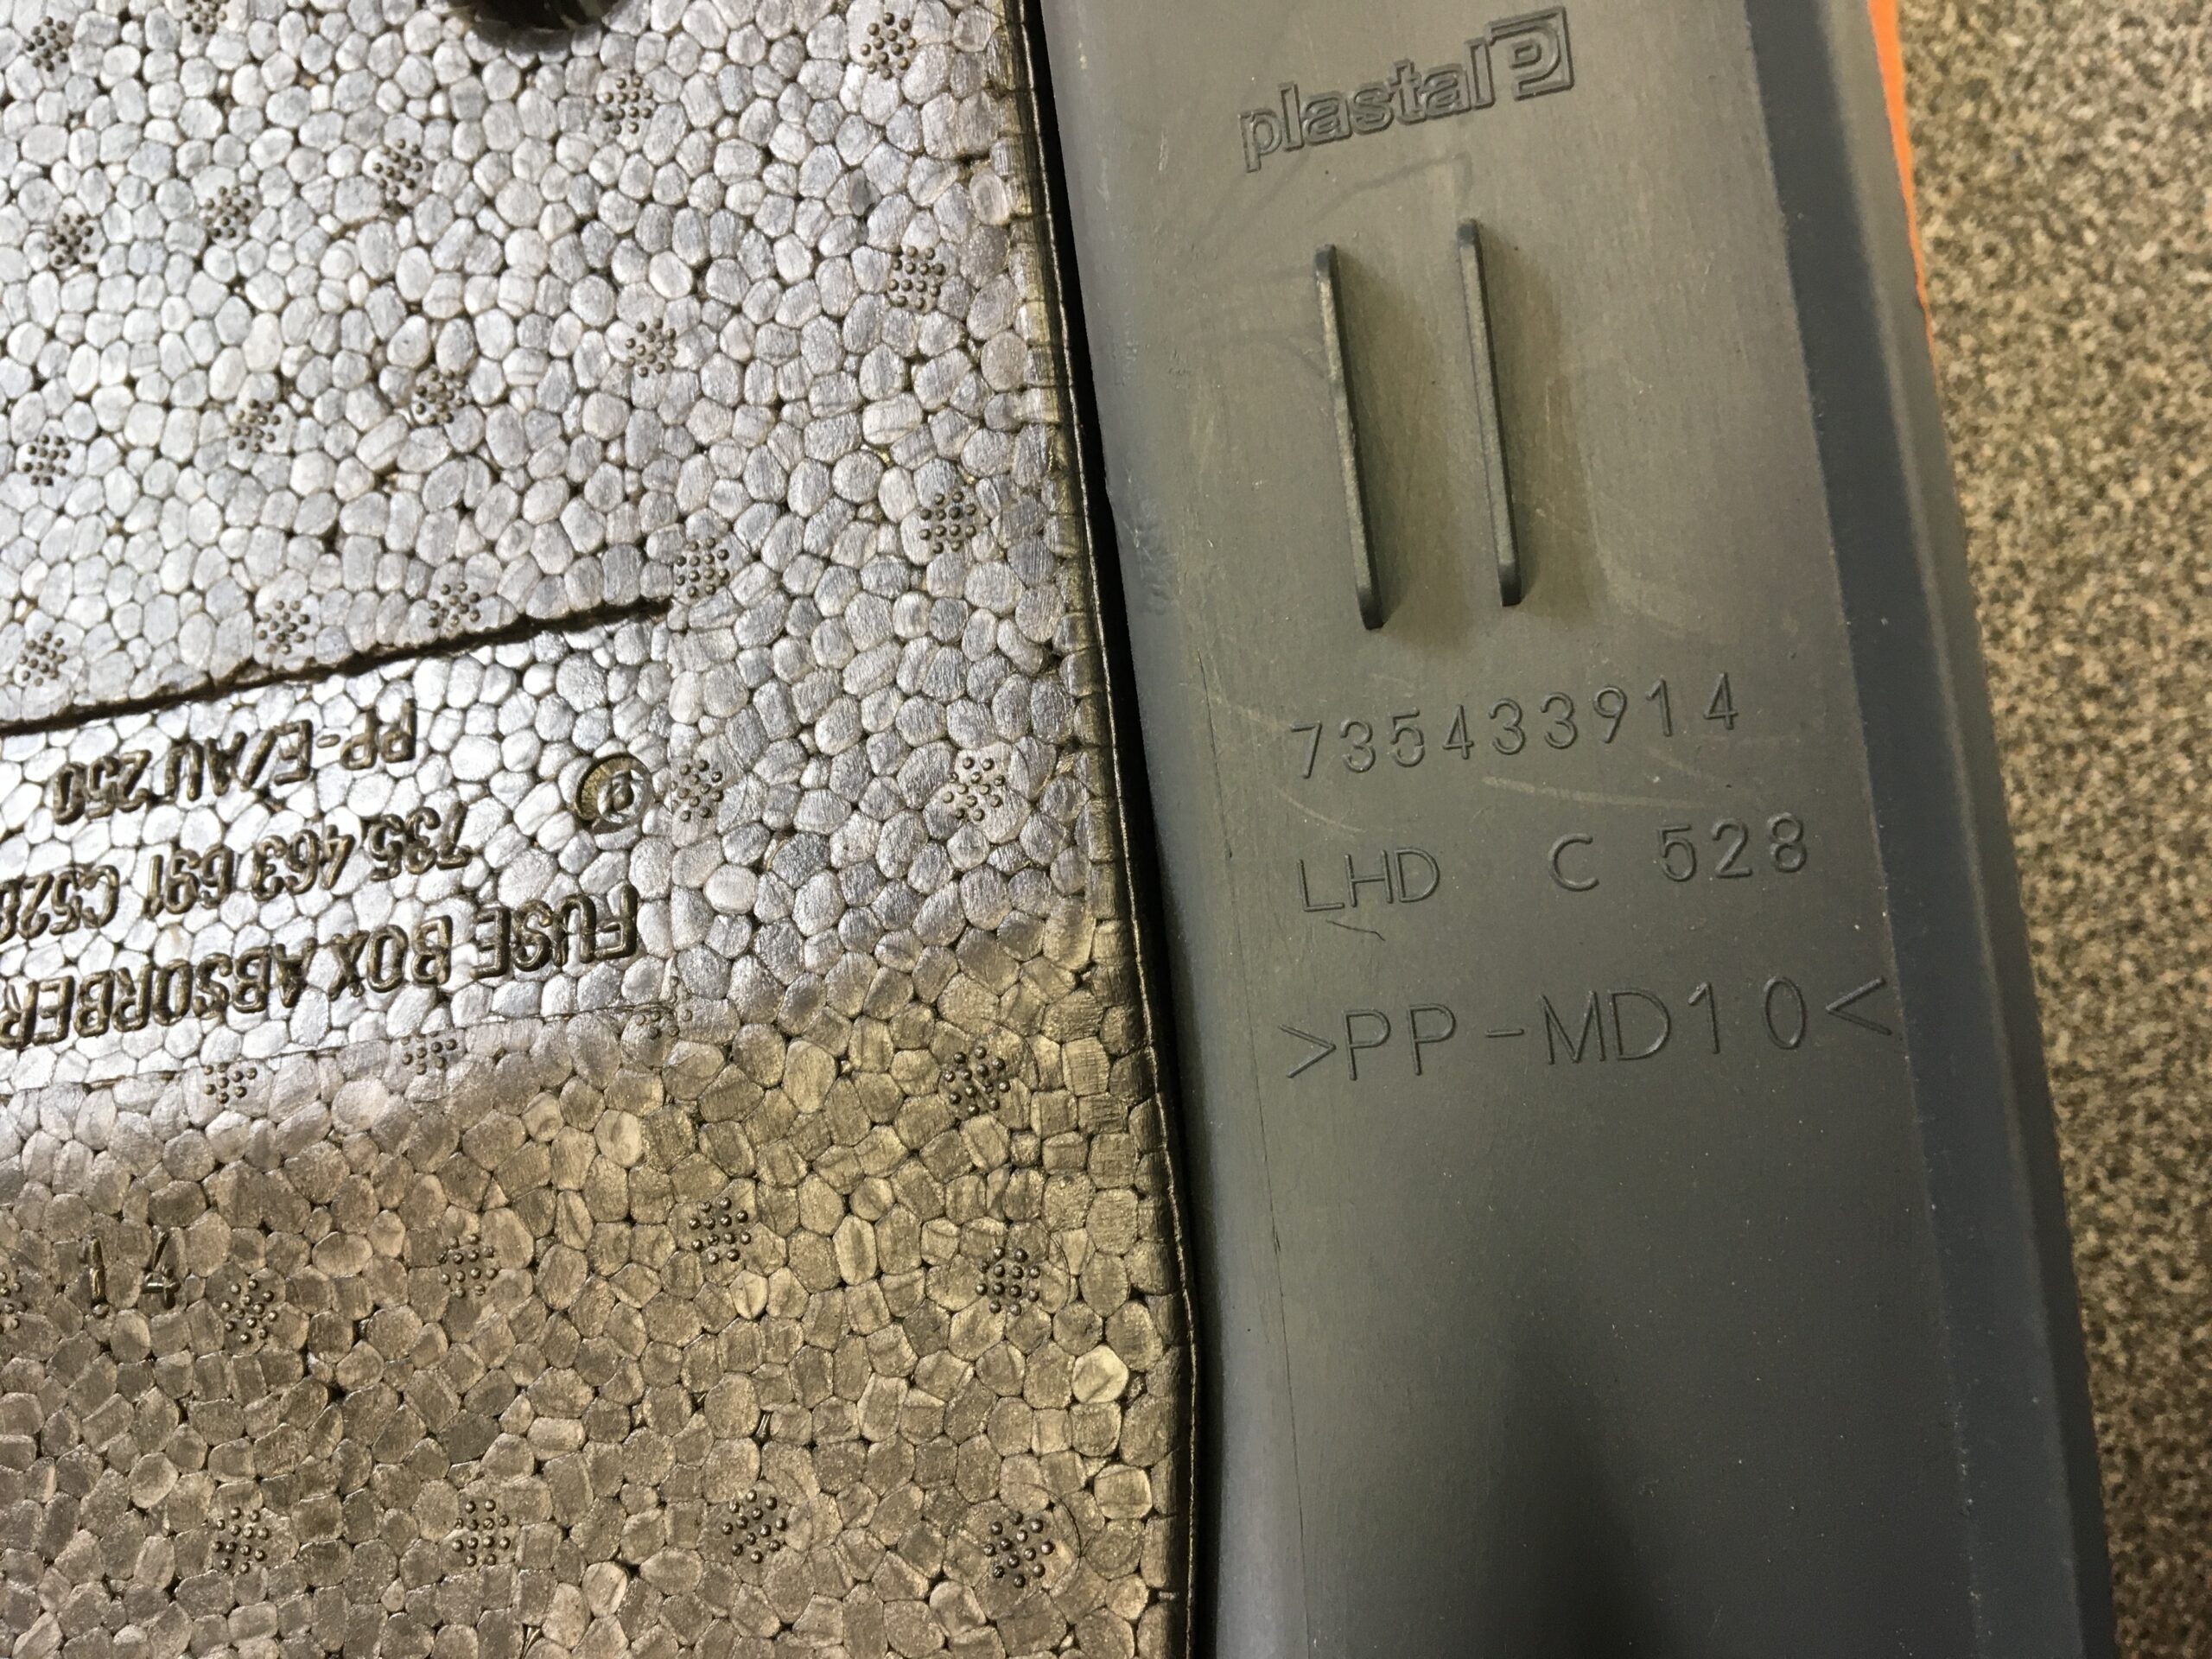 plastal P
735433914
LHD C 528
>PP-MD10<
FUSE BOX ABSORBER
735 463 691 C528
PP-E/AU 250
14